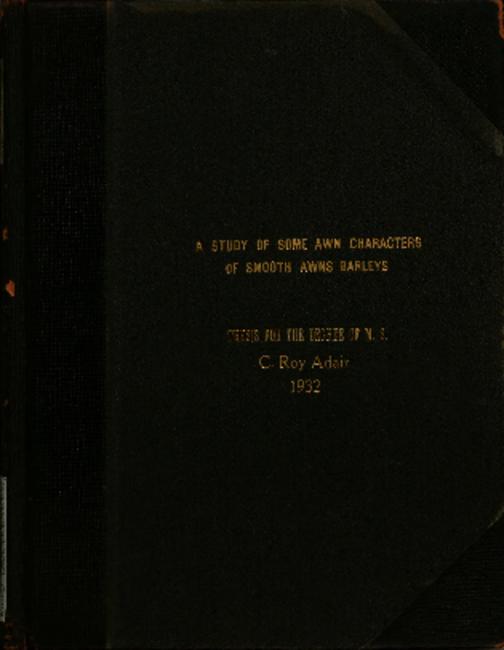 A STUDY OF SOME AWN CHARACTERS
OF SMOOTH AWNS BARLEYS
THESIS FOR THE DEGREE OF M. S.
C. Roy Adair
1932